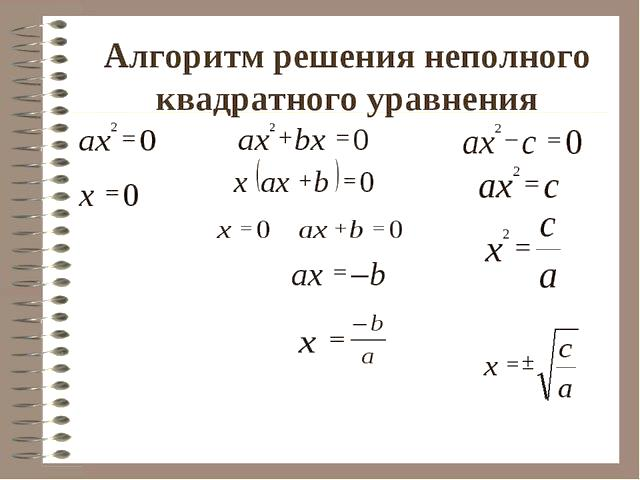 Алгоритм решения неполного
квадратного уравнения
ax² = 0
x = 0
ax² + bx = 0
x(ax + b) = 0
x = 0 ax + b = 0
ax = −b
x = −b/a
ax² − c = 0
ax² = c
x² = c/a
x = ±√(c/a)